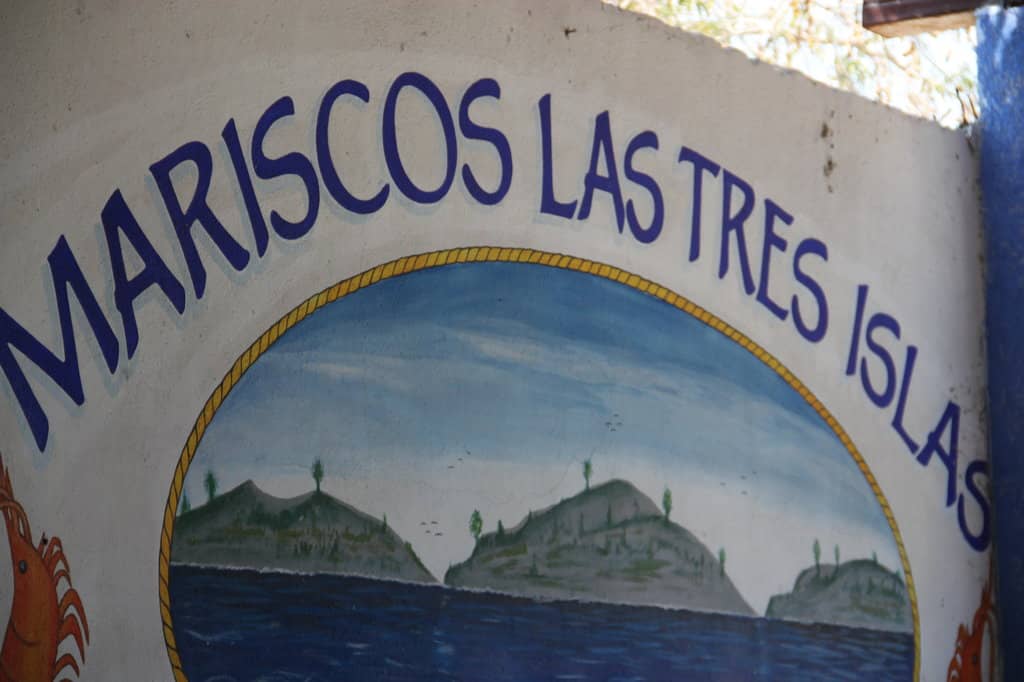 MARISCOS LAS TRES ISLAS